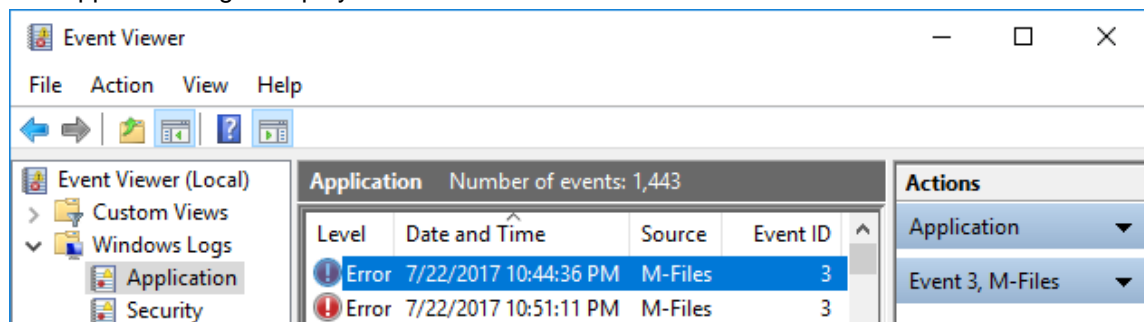 Event Viewer
File Action View Help
Event Viewer (Local)
Custom Views
Windows Logs
Application
Security
Application Number of events: 1,443
Level Date and Time Source Event ID
Error 7/22/2017 10:44:36 PM M-Files 3
Error 7/22/2017 10:51:11 PM M-Files 3
Actions
Application
Event 3, M-Files